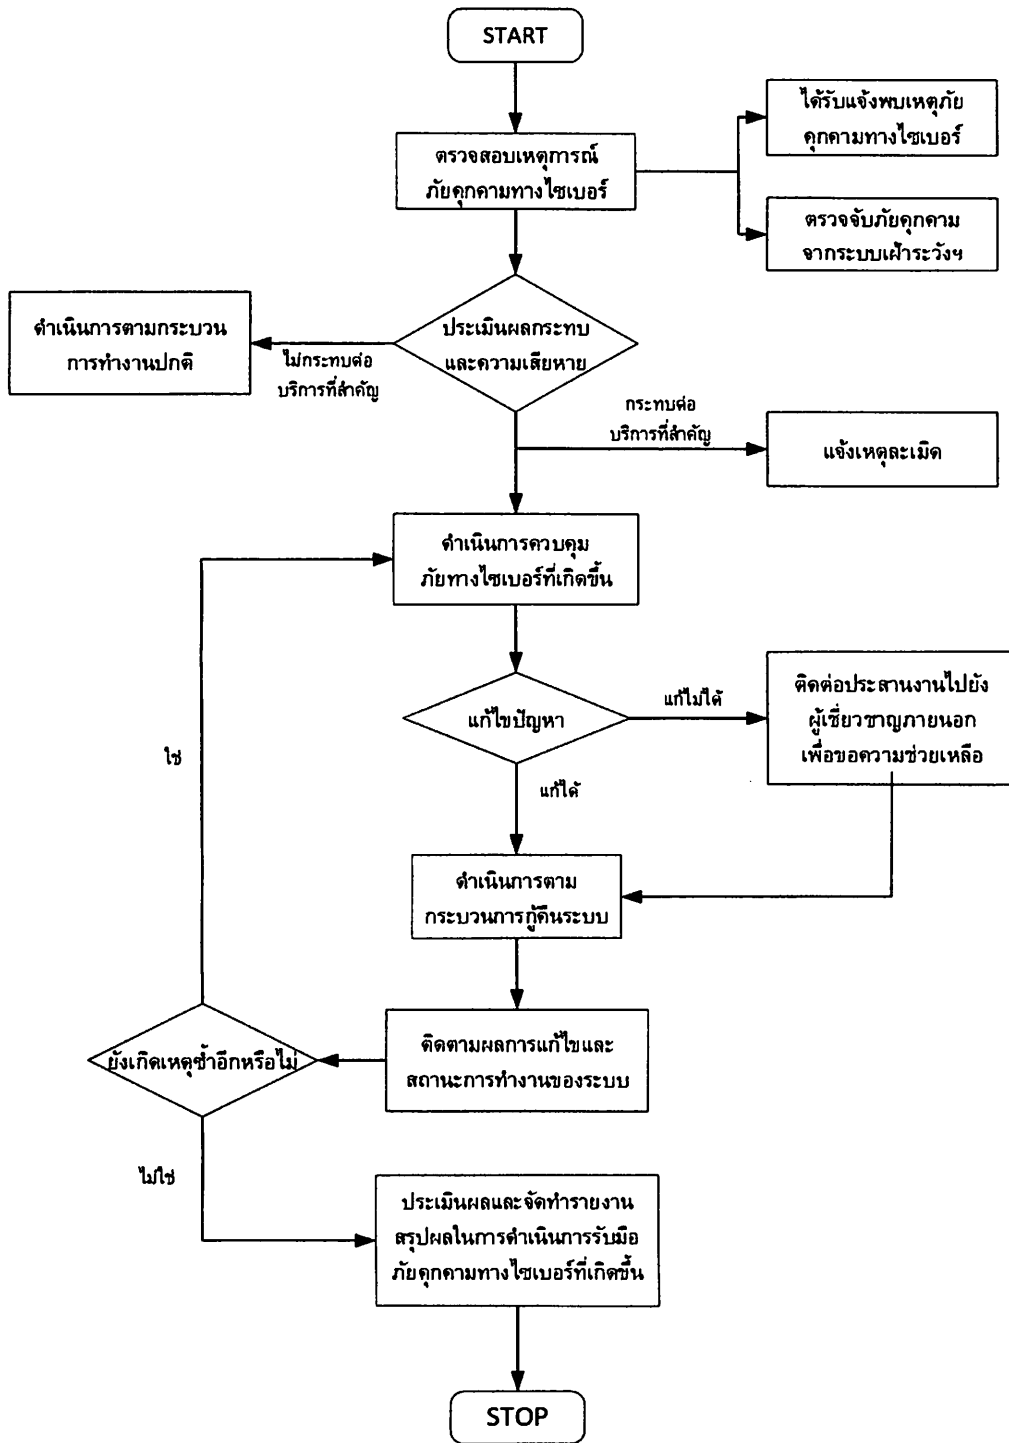 START
ได้รับแจ้งพบเหตุภัย
คุกคามทางไซเบอร์
ตรวจสอบเหตุการณ์
ภัยคุกคามทางไซเบอร์
ตรวจจับภัยคุกคาม
จากระบบเฝ้าระวังฯ
ประเมินผลกระทบ
และความเสียหาย
ดำเนินการตามกระบวน
การทำงานปกติ
ไม่กระทบต่อ
บริการที่สำคัญ
กระทบต่อ
บริการที่สำคัญ
แจ้งเหตุละเมิด
ดำเนินการควบคุม
ภัยทางไซเบอร์ที่เกิดขึ้น
แก้ไขปัญหา
แก้ไม่ได้
ติดต่อประสานงานไปยัง
ผู้เชี่ยวชาญภายนอก
เพื่อขอความช่วยเหลือ
ใช่
แก้ได้
ดำเนินการตาม
กระบวนการกู้คืนระบบ
ติดตามผลการแก้ไขและ
สถานะการทำงานของระบบ
ยังเกิดเหตุซ้ำอีกหรือไม่
ไม่ใช่
ประเมินผลและจัดทำรายงาน
สรุปผลในการดำเนินการรับมือ
ภัยคุกคามทางไซเบอร์ที่เกิดขึ้น
STOP